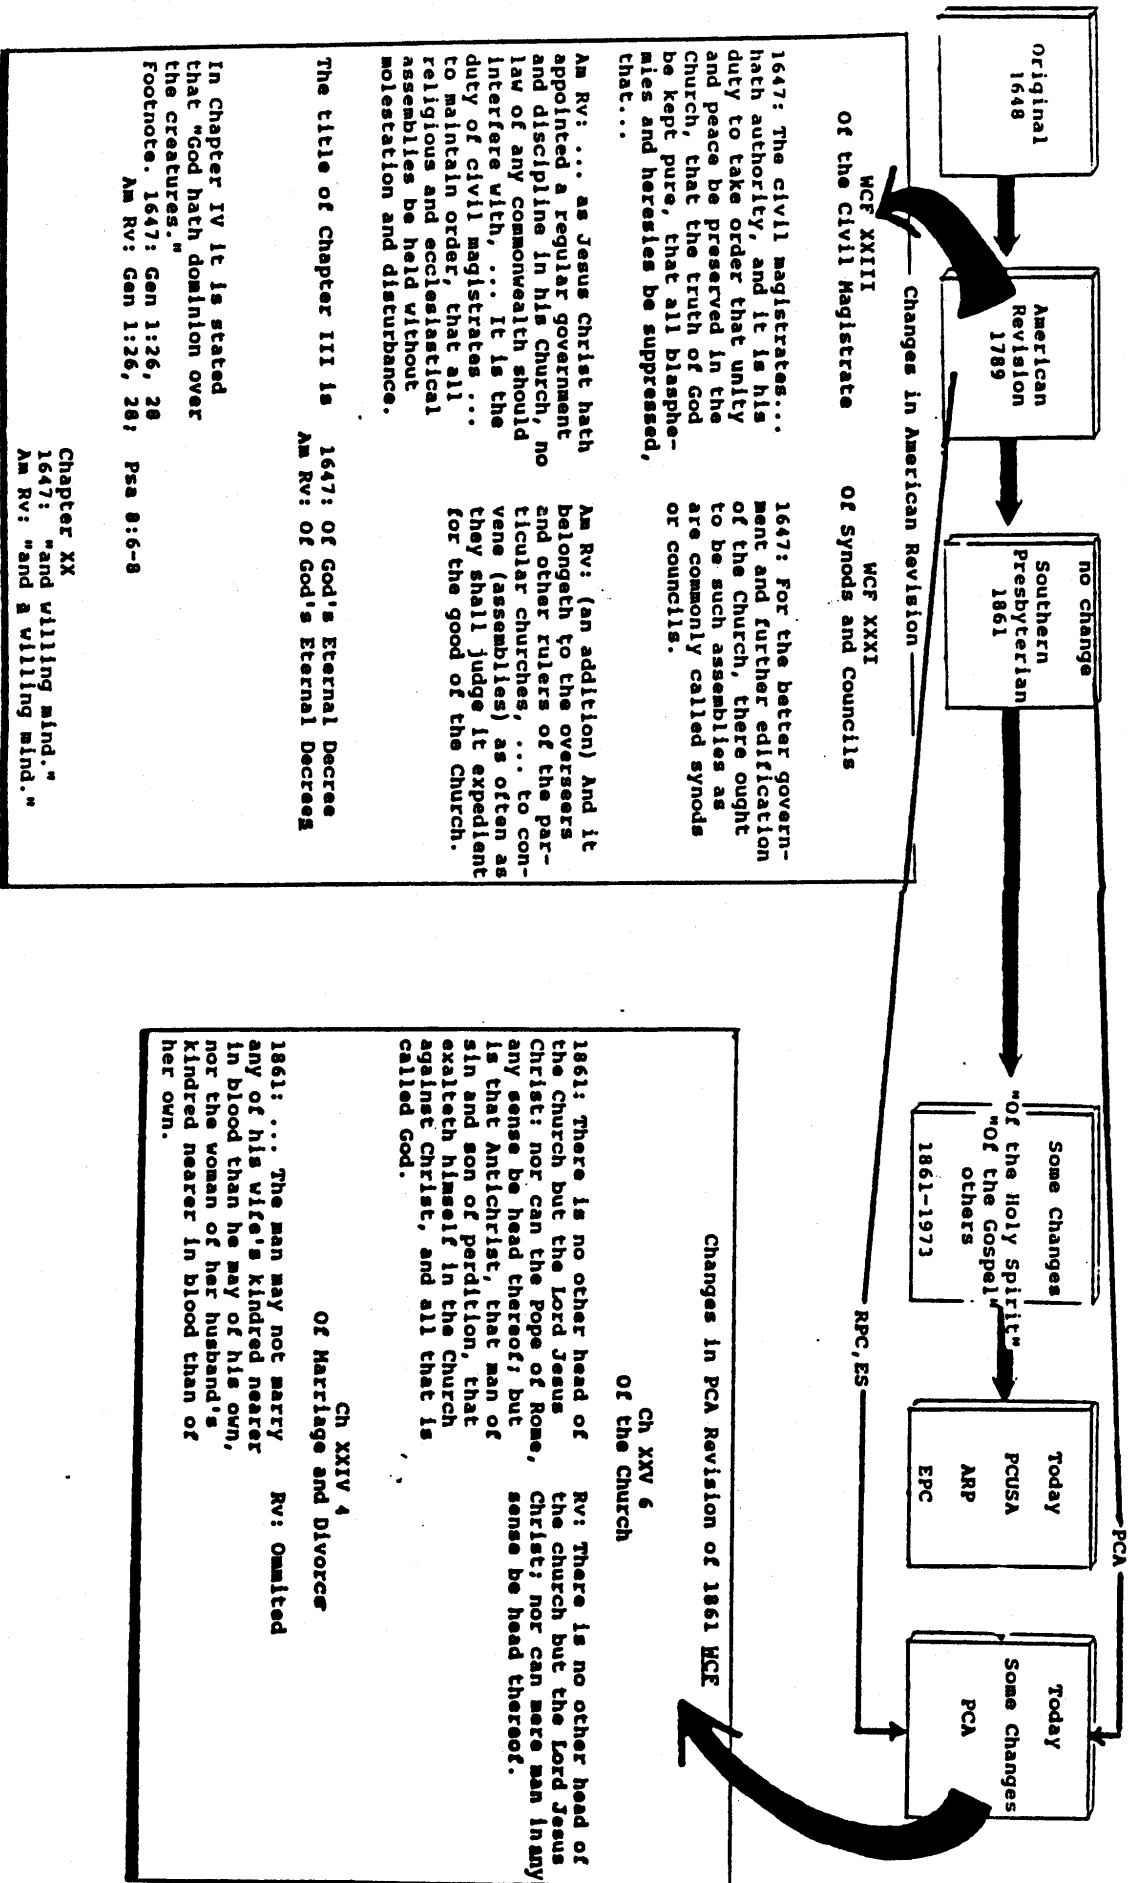 Original
1648
American
Revision
1789
no change
Southern
Presbyterian
1861
Some Changes
"Of the Holy Spirit"
"Of the Gospel"
others
1861-1973
Today
PCUSA
ARP
EPC
PCA
Today
Some Changes
PCA
RPC,ES
Changes in American Revision
WCF XXIII
Of the Civil Magistrate
1647: The civil magistrates...
hath authority, and it is his
duty to take order that unity
and peace be preserved in the
Church, that the truth of God
be kept pure, that all blasphe-
mies and heresies be suppressed,
that...
Am Rv: ... as Jesus Christ hath
appointed a regular government
and discipline in his Church, no
law of any commonwealth should
interfere with, ... It is the
duty of civil magistrates ...
to maintain order, that all
religious and ecclesiastical
assemblies be held without
molestation and disturbance.
WCF XXXI
Of Synods and Councils
1647: For the better govern-
ment and further edification
of the Church, there ought
to be such assemblies as
are commonly called synods
or councils.
Am Rv: (an addition) And it
belongeth to the overseers
and other rulers of the par-
ticular churches, ... to con-
vene (assemblies) as often as
they shall judge it expedient
for the good of the Church.
The title of Chapter III is 1647: Of God's Eternal Decree
Am Rv: Of God's Eternal Decrees
In Chapter IV it is stated
that "God hath dominion over
the creatures."
Footnote. 1647: Gen 1:26, 28
Am Rv: Gen 1:26, 28; Psa 8:6-8
Chapter XX
1647: "and willing mind."
Am Rv: "and a willing mind."
Changes in PCA Revision of 1861 WCF
Ch XXV 6
Of the Church
1861: There is no other head of
the Church but the Lord Jesus
Christ: nor can the Pope of Rome,
any sense be head thereof; but
is that Antichrist, that man of
sin and son of perdition, that
exalteth himself in the Church
against Christ, and all that is
called God.
Rv: There is no other head of
the church but the Lord Jesus
Christ; nor can mere man inany
sense be head thereof.
Ch XXIV 4
Of Marriage and Divorce
1861: ... The man may not marry
any of his wife's kindred nearer
in blood than he may of his own,
nor the woman of her husband's
kindred nearer in blood than of
her own.
Rv: Ommited